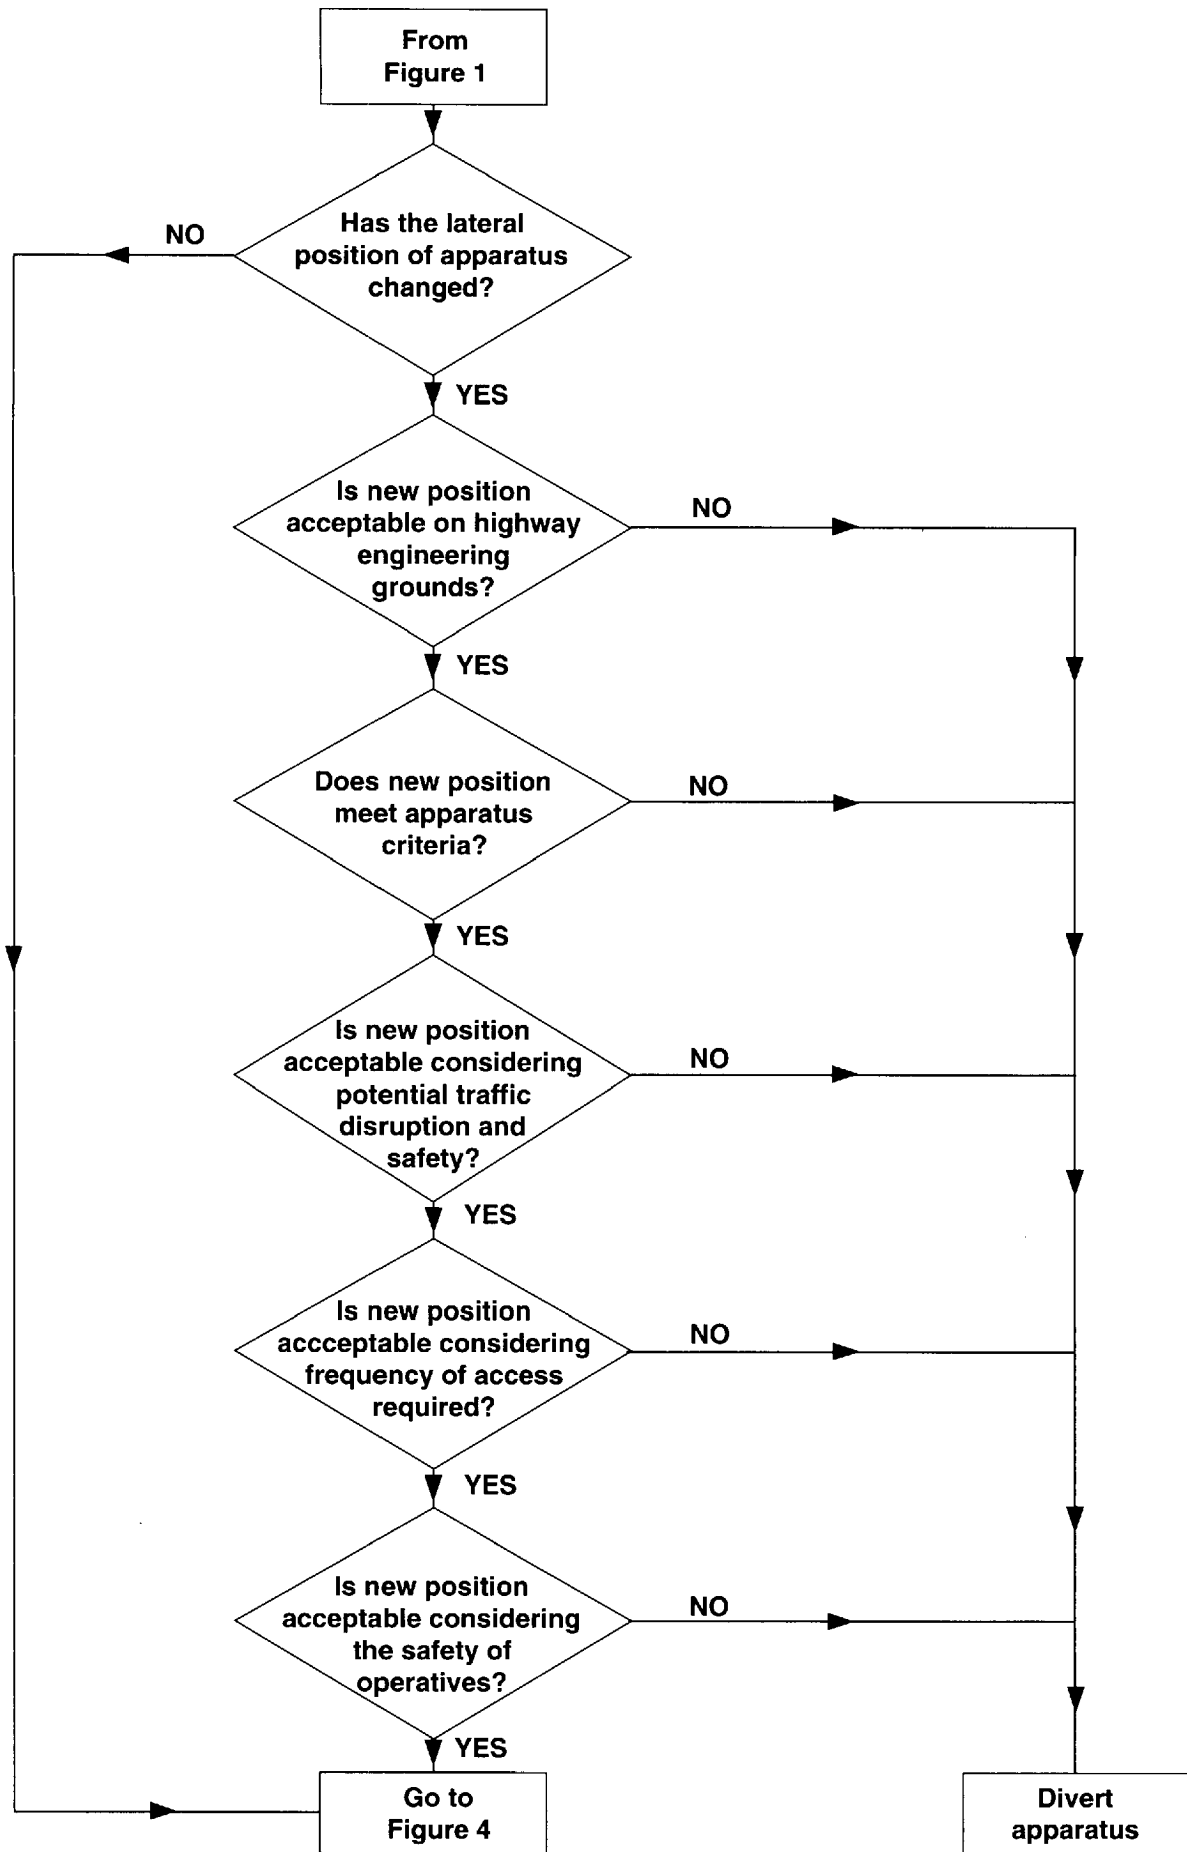 From
Figure 1
Has the lateral
position of apparatus
changed?
NO
YES
Is new position
acceptable on highway
engineering
grounds?
NO
YES
Does new position
meet apparatus
criteria?
NO
YES
Is new position
acceptable considering
potential traffic
disruption and
safety?
NO
YES
Is new position
accceptable considering
frequency of access
required?
NO
YES
Is new position
acceptable considering
the safety of
operatives?
NO
YES
Go to
Figure 4
Divert
apparatus